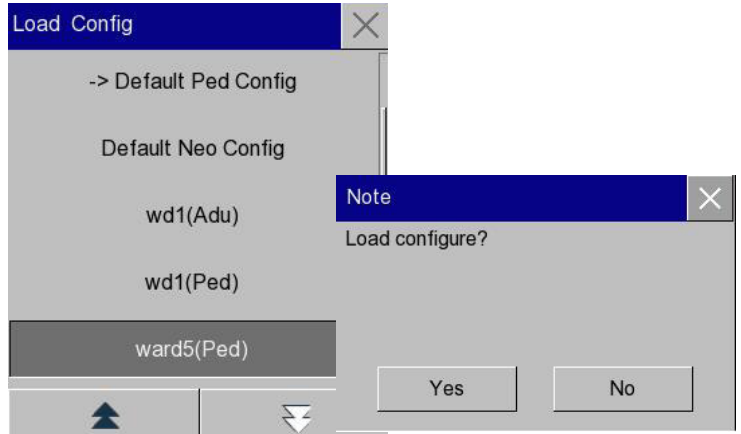 Load Config
-> Default Ped Config
Default Neo Config
wd1(Adu)
wd1(Ped)
ward5(Ped)
Note
Load configure?
Yes
No